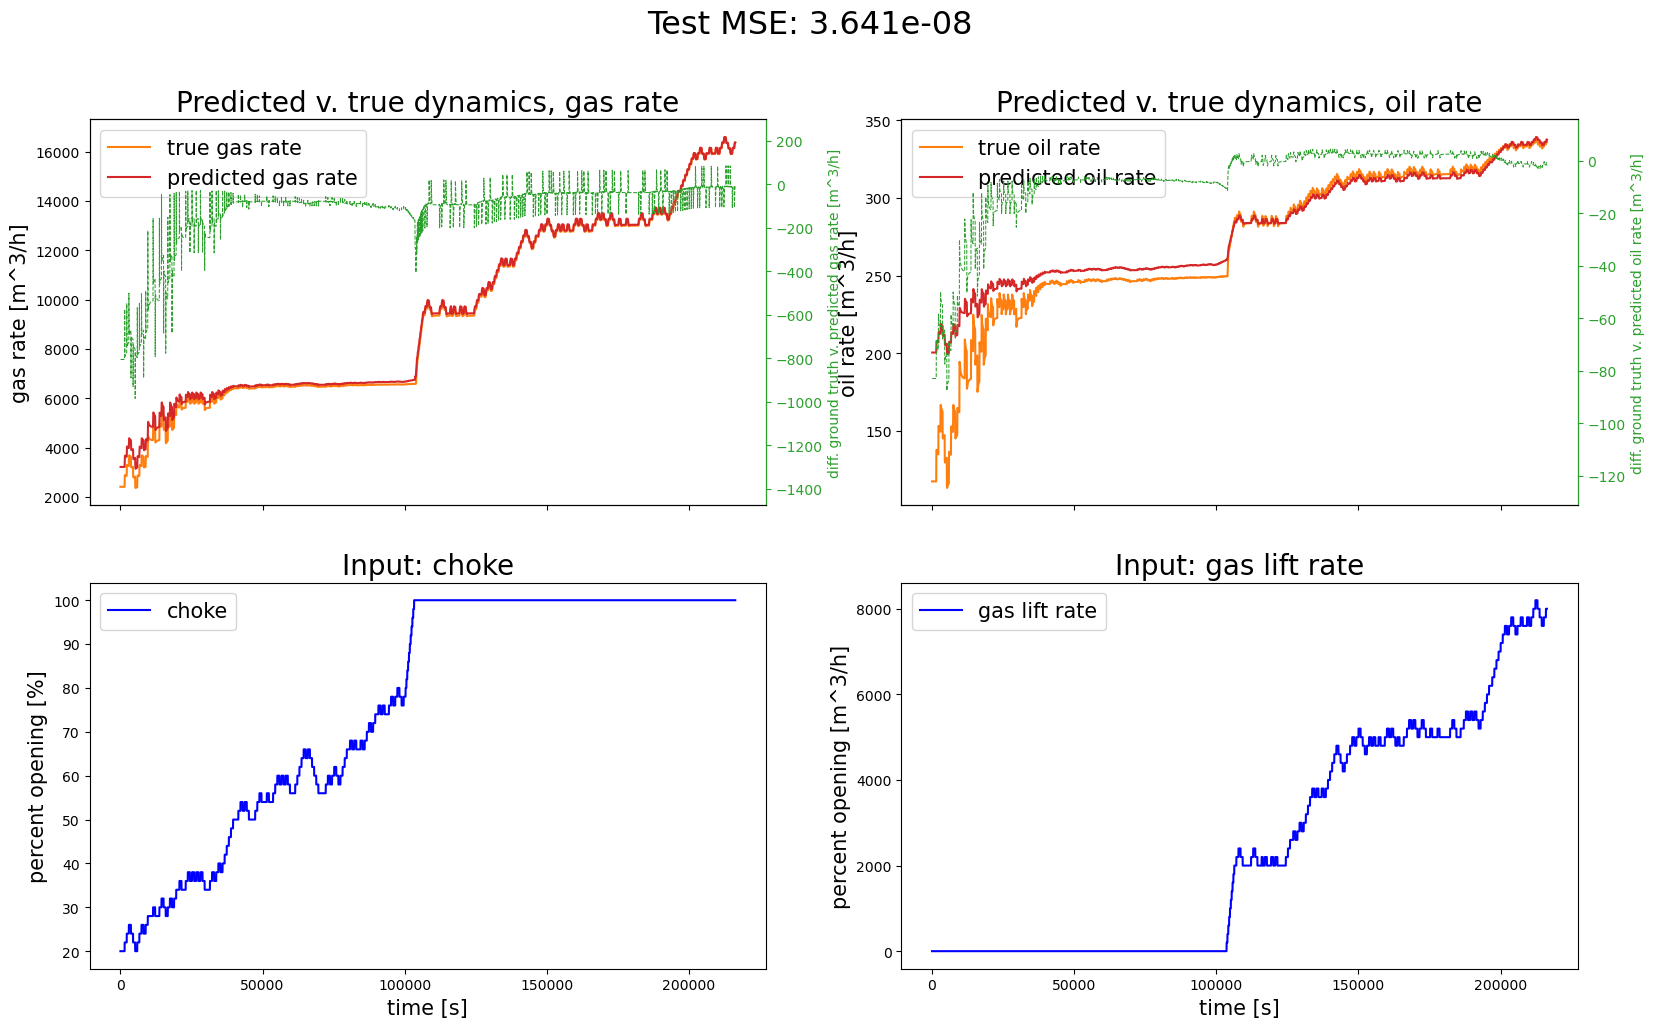 Test MSE: 3.641e-08
Predicted v. true dynamics, gas rate
true gas rate
predicted gas rate
gas rate [m^3/h]
16000
14000
12000
10000
8000
6000
4000
2000
200
0
−200
−400
−600
−800
−1000
−1200
−1400
diff. ground truth v. predicted gas rate [m^3/h]
Predicted v. true dynamics, oil rate
true oil rate
predicted oil rate
oil rate [m^3/h]
350
300
250
200
150
0
−20
−40
−60
−80
−100
−120
diff. ground truth v. predicted oil rate [m^3/h]
Input: choke
choke
percent opening [%]
100
90
80
70
60
50
40
30
20
0 50000 100000 150000 200000
time [s]
Input: gas lift rate
gas lift rate
percent opening [m^3/h]
8000
6000
4000
2000
0
0 50000 100000 150000 200000
time [s]